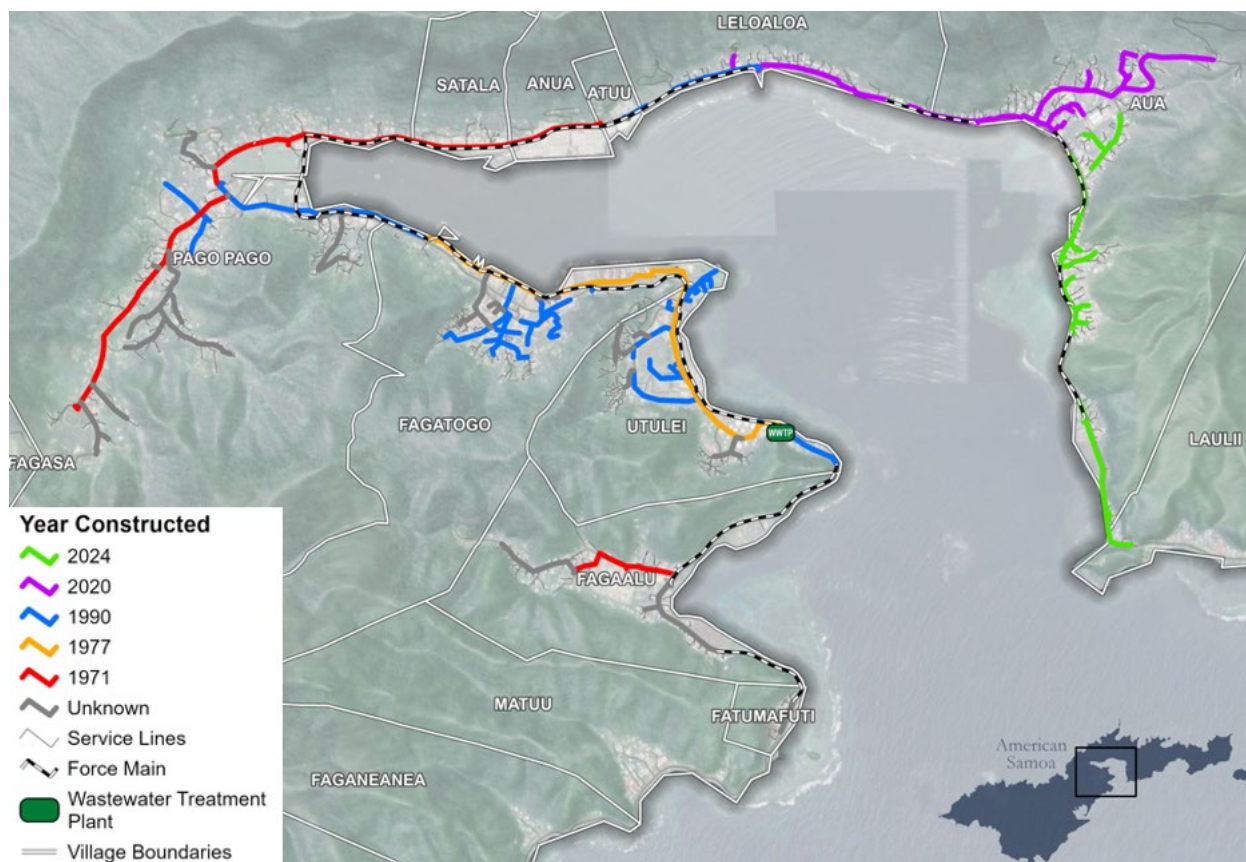 LELOALOA
SATALA
ANUA
ATUU
AUA
PAGO PAGO
FAGATOGO
UTULEI
WWTP
LAULII
FAGASA
FAGAALU
MATUU
FATUMAFUTI
FAGANEANEA
Year Constructed
2024
2020
1990
1977
1971
Unknown
Service Lines
Force Main
Wastewater Treatment
Plant
Village Boundaries
American
Samoa